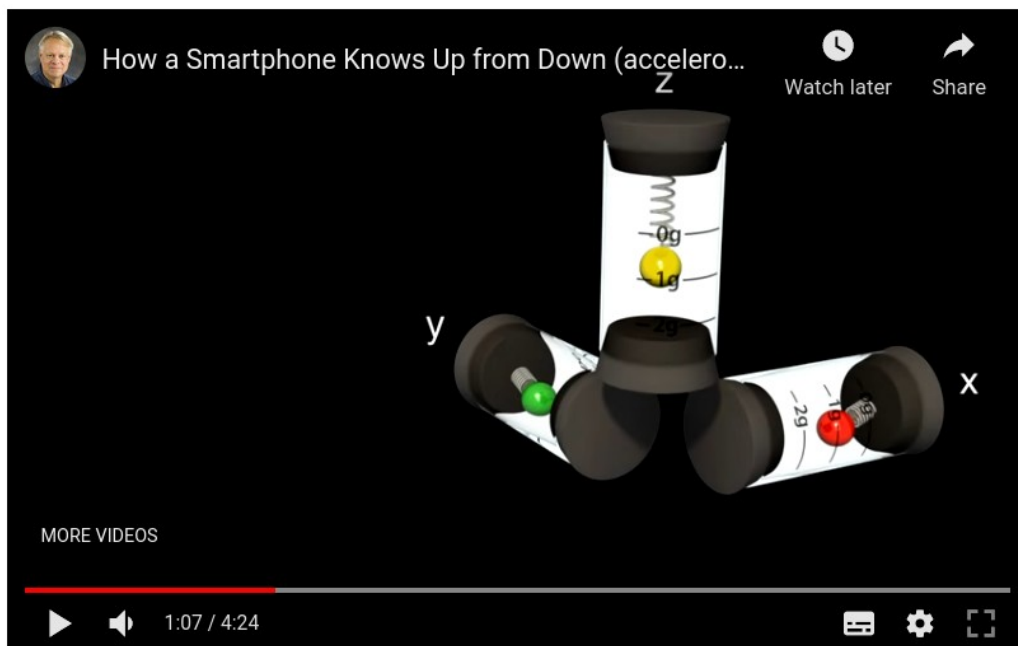 How a Smartphone Knows Up from Down (accelero...
Watch later
Share
z
0g
1g
2g
y
x
2g
1g
MORE VIDEOS
1:07 / 4:24